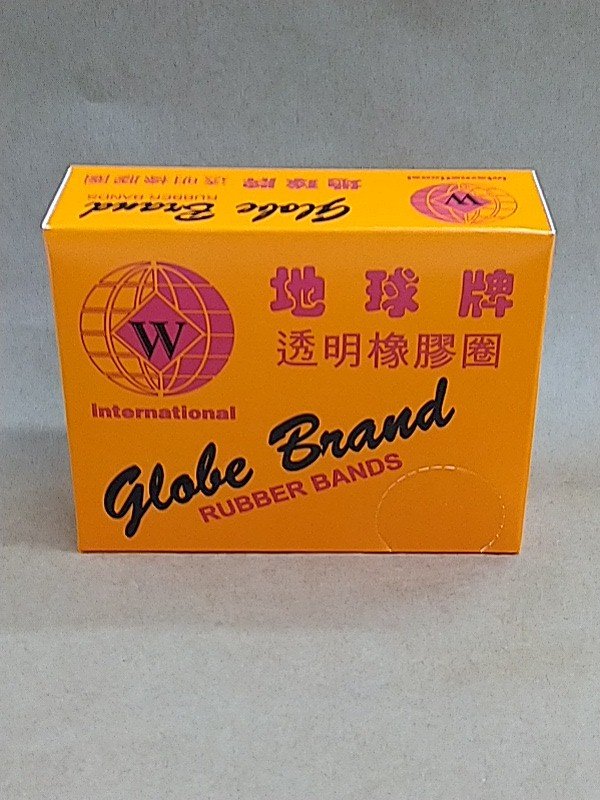 international
W
地球牌
透明橡膠圈
Globe Brand
RUBBER BANDS
地球牌
透明橡膠圈
Globe Brand
RUBBER BANDS
W
international